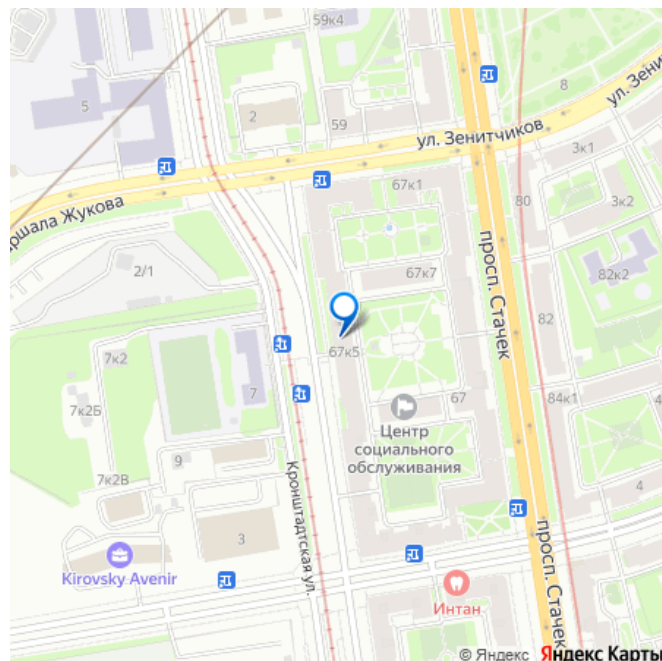 59к4
5
2
59
8
ул. Зенитчиков
ул. Зени
3к1
67к1
80
3к2
ршала Жукова
2/1
67к7
82к2
просп. Стачек
82
67к5
7к2
7
67
84к1
7к2Б
Центр
социального
обслуживания
9
7к2В
4
Кронштадтская ул.
3
просп. Стачек
Kirovsky Avenir
Интан
© Яндекс Яндекс Карты